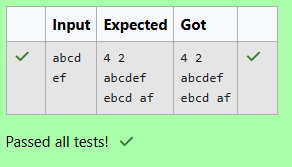 Input Expected Got
abcd 4 2 4 2
ef abcdef abcdef
ebcd af ebcd af
Passed all tests!